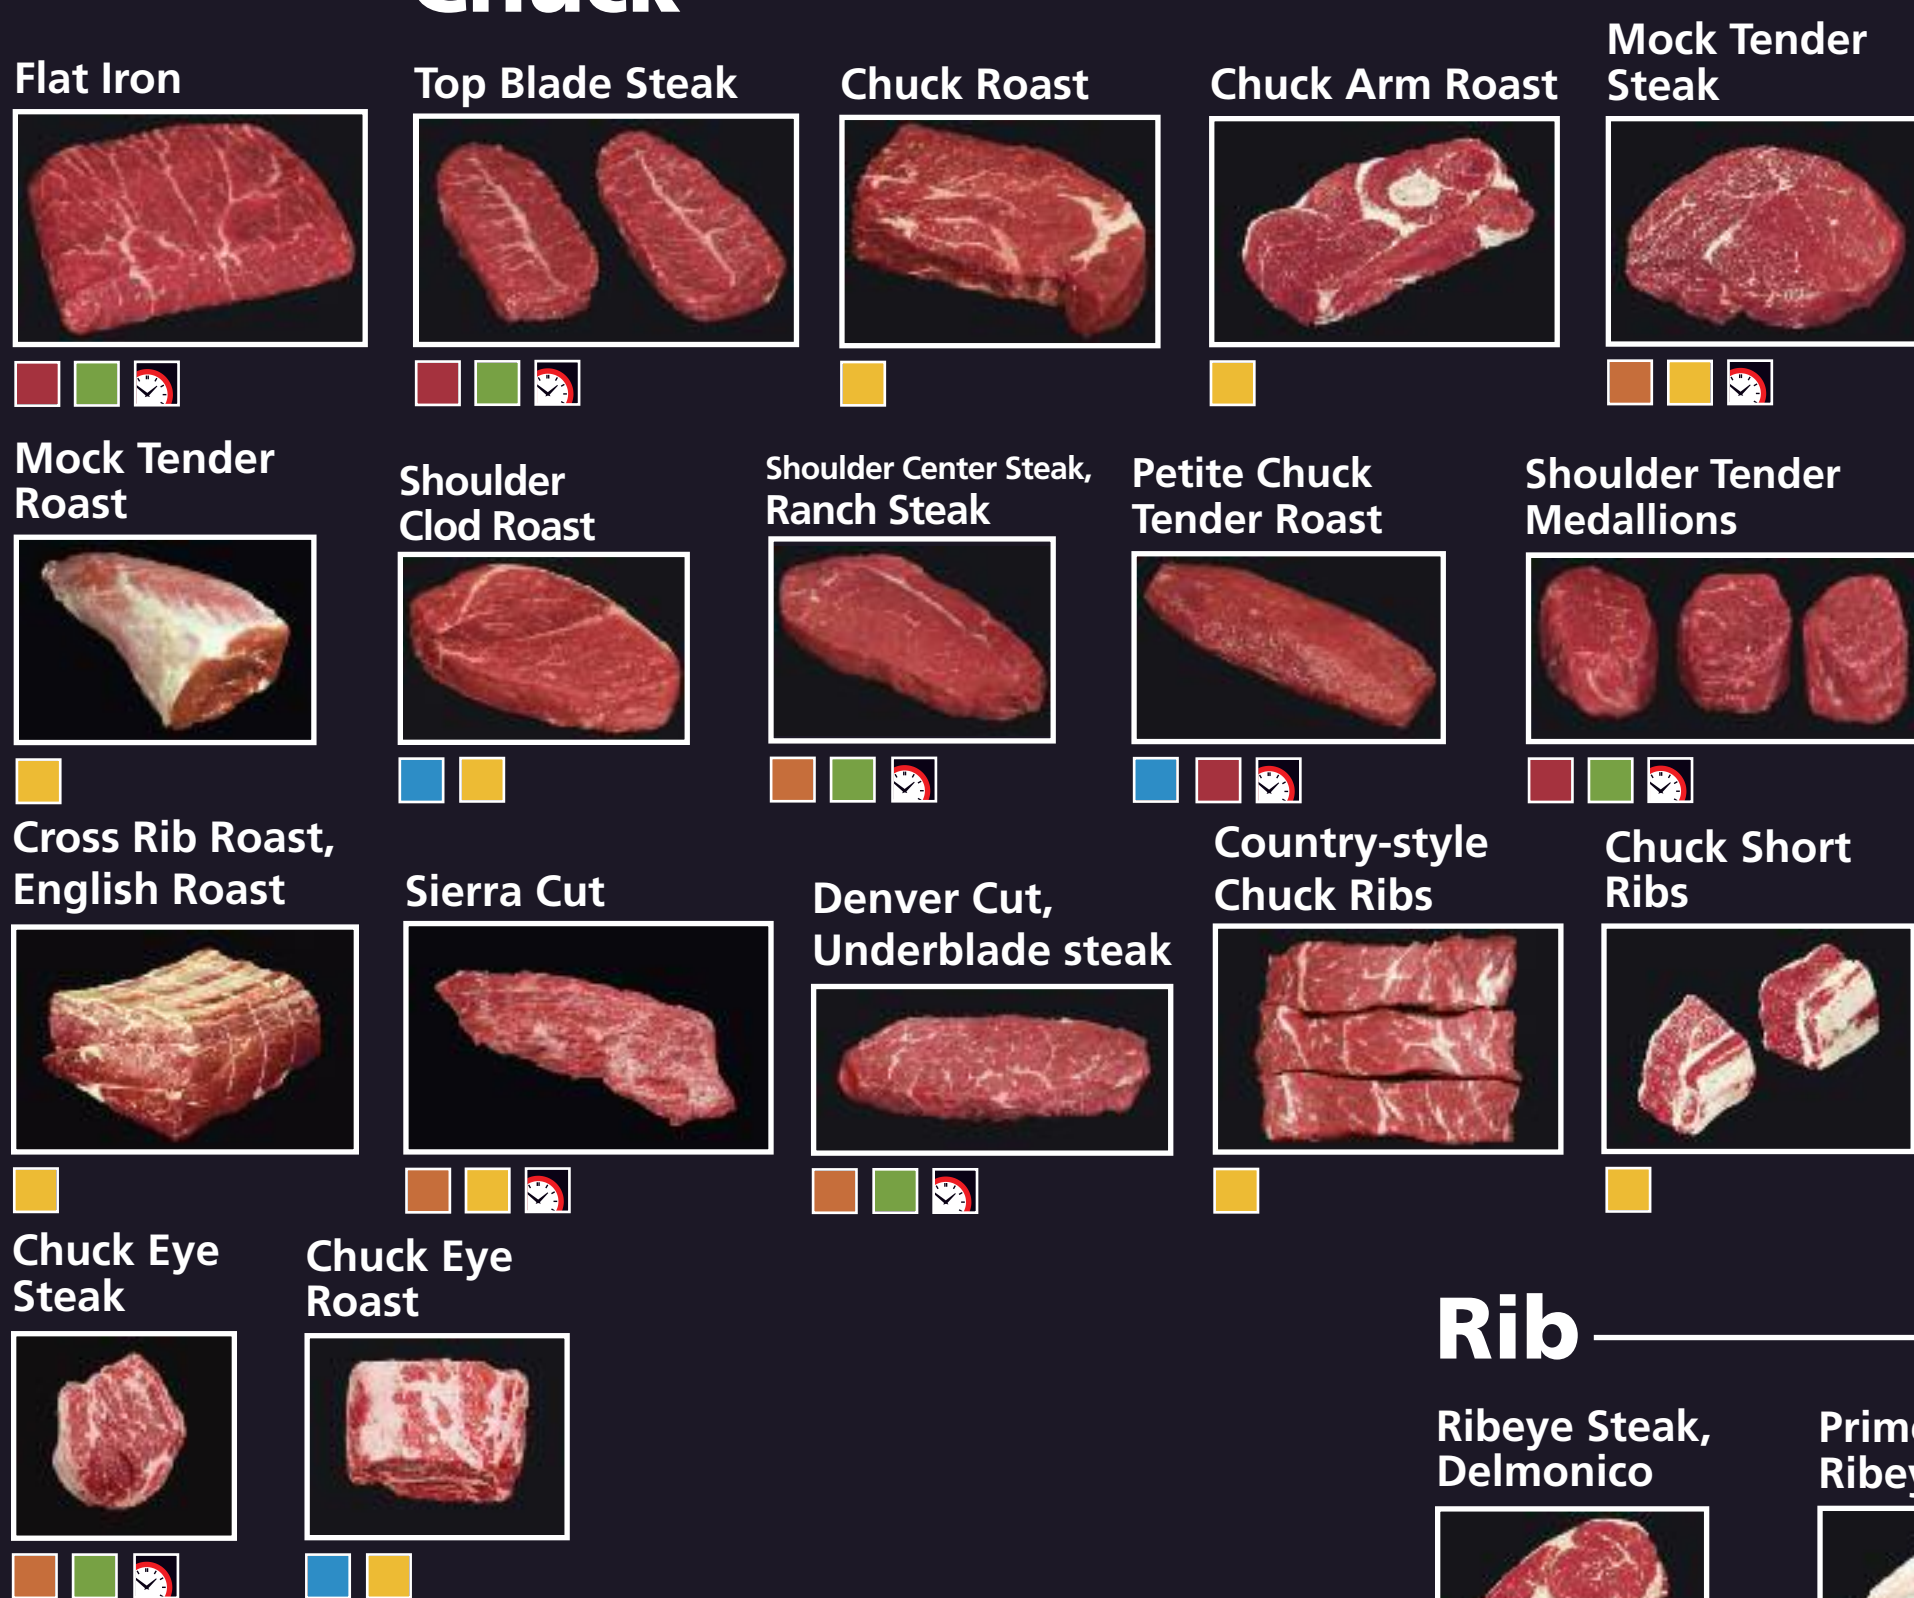 Chuck
Flat Iron
Top Blade Steak
Chuck Roast
Chuck Arm Roast
Mock Tender
Steak
Mock Tender
Roast
Shoulder
Clod Roast
Shoulder Center Steak,
Ranch Steak
Petite Chuck
Tender Roast
Shoulder Tender
Medallions
Cross Rib Roast,
English Roast
Sierra Cut
Denver Cut,
Underblade steak
Country-style
Chuck Ribs
Chuck Short
Ribs
Chuck Eye
Steak
Chuck Eye
Roast
Rib
Ribeye Steak,
Delmonico